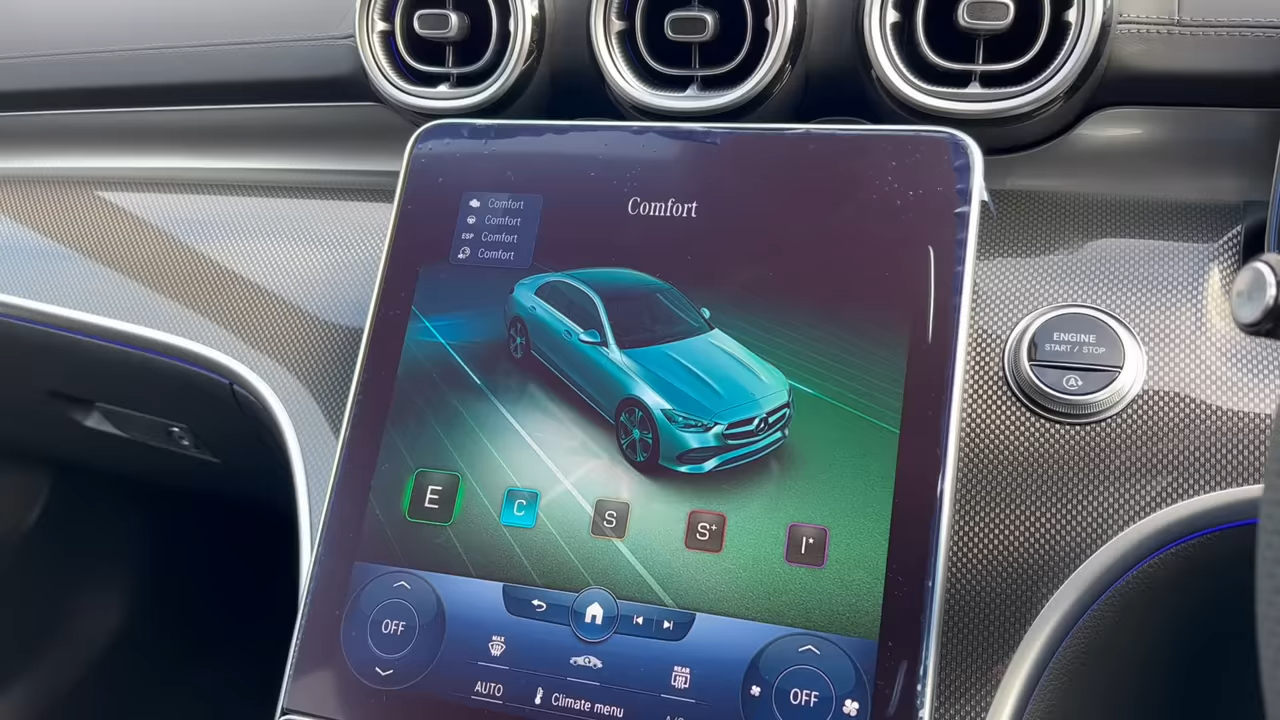 Comfort
Comfort
Comfort
ESP Comfort
Comfort
ENGINE
START / STOP
A
E
C
S
S+
I*
OFF
MAX
REAR
AUTO
Climate menu
OFF